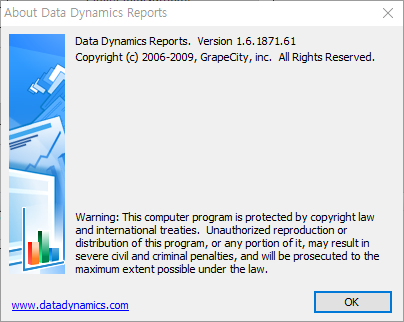 About Data Dynamics Reports
Data Dynamics Reports.  Version 1.6.1871.61
Copyright (c) 2006-2009, GrapeCity, inc.  All Rights Reserved.
Warning: This computer program is protected by copyright law
and international treaties.  Unauthorized reproduction or
distribution of this program, or any portion of it, may result in
severe civil and criminal penalties, and will be prosecuted to the
maximum extent possible under the law.
www.datadynamics.com
OK